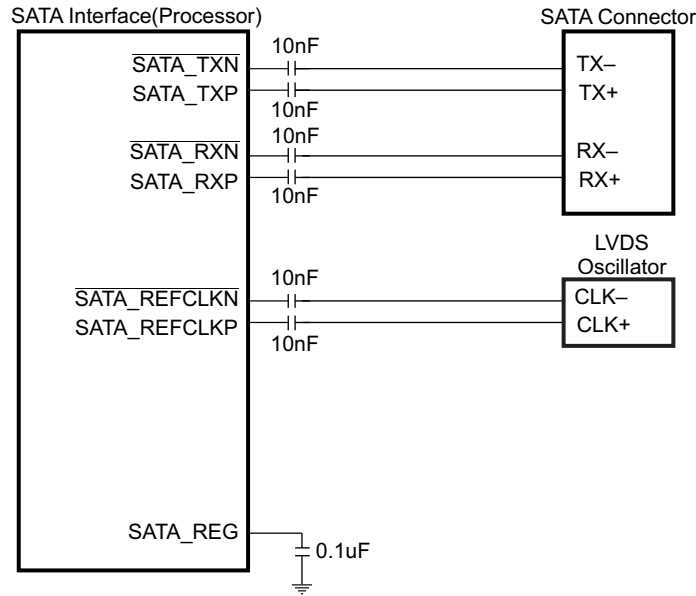 SATA Interface(Processor)
SATA Connector
10nF
SATA_TXN
TX–
SATA_TXP
TX+
10nF
10nF
SATA_RXN
RX–
SATA_RXP
RX+
10nF
LVDS
Oscillator
10nF
SATA_REFCLKN
CLK–
SATA_REFCLKP
CLK+
10nF
SATA_REG
0.1uF